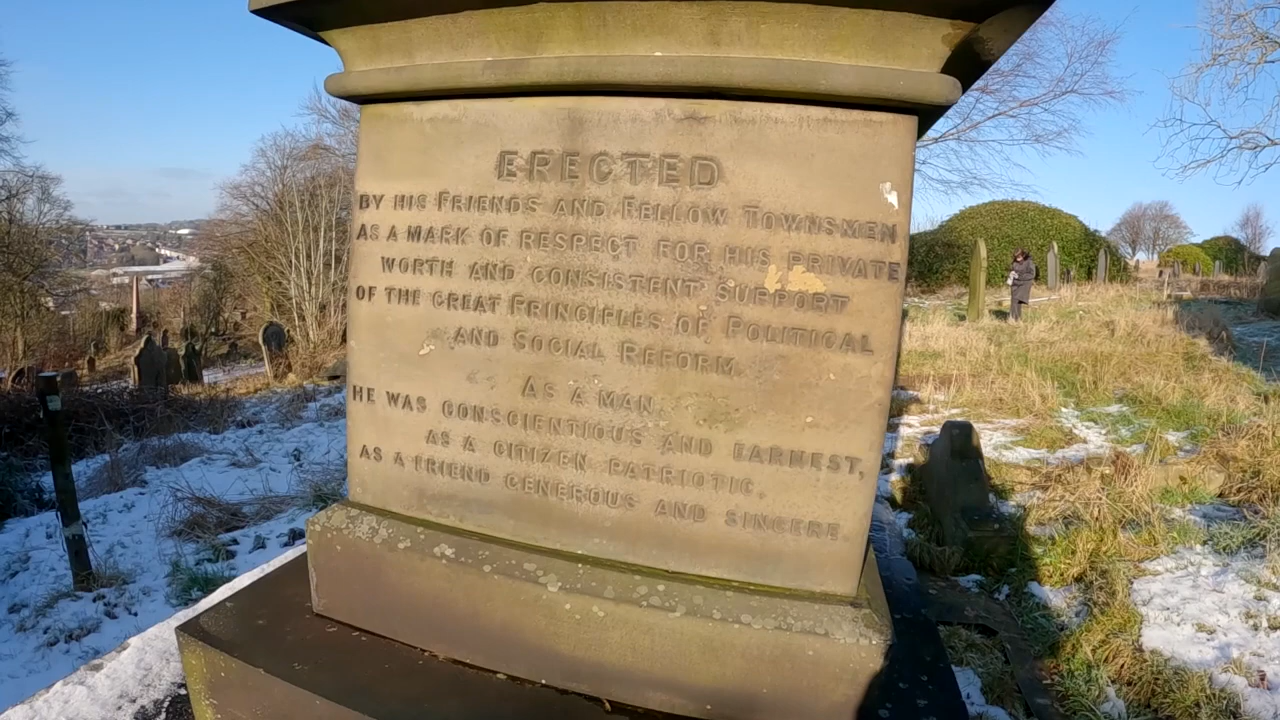 ERECTED
BY HIS FRIENDS AND FELLOW TOWNSMEN
AS A MARK OF RESPECT FOR HIS PRIVATE
WORTH AND CONSISTENT SUPPORT
OF THE GREAT PRINCIPLES OF POLITICAL
AND SOCIAL REFORM.
AS A MAN,
HE WAS CONSCIENTIOUS AND EARNEST,
AS A CITIZEN, PATRIOTIC,
AS A FRIEND GENEROUS AND SINCERE